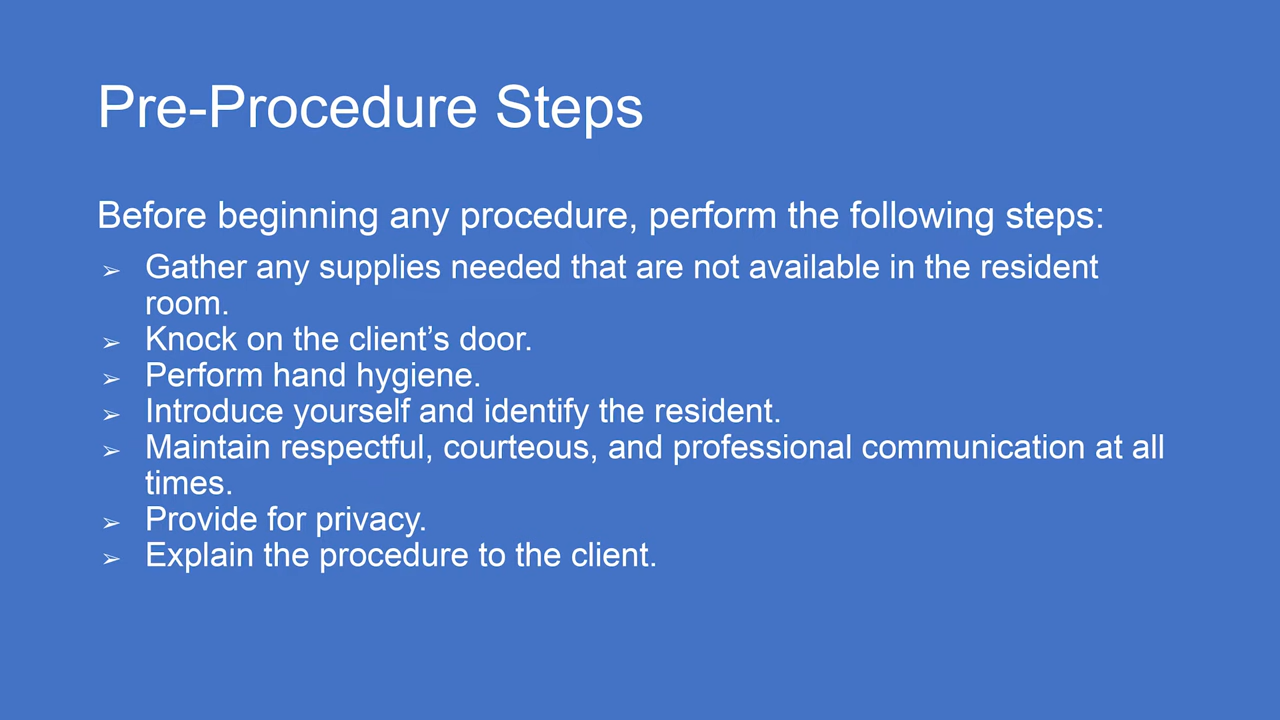 Pre-Procedure Steps
Before beginning any procedure, perform the following steps:
➢ Gather any supplies needed that are not available in the resident
room.
➢ Knock on the client’s door.
➢ Perform hand hygiene.
➢ Introduce yourself and identify the resident.
➢ Maintain respectful, courteous, and professional communication at all
times.
➢ Provide for privacy.
➢ Explain the procedure to the client.